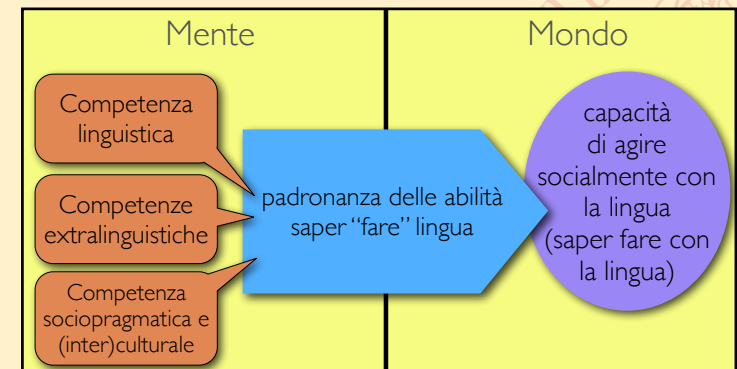 Mente
Mondo
Competenza
linguistica
Competenze
extralinguistiche
Competenza
sociopragmatica e
(inter)culturale
padronanza delle abilità
saper “fare” lingua
capacità
di agire
socialmente con
la lingua
(saper fare con
la lingua)